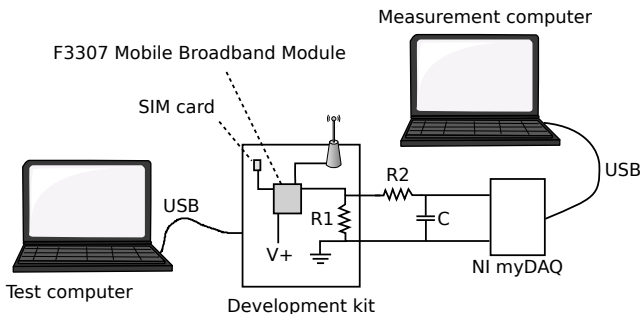 Measurement computer
F3307 Mobile Broadband Module
SIM card
USB
R2
USB
R1
C
V+
NI myDAQ
Test computer
Development kit